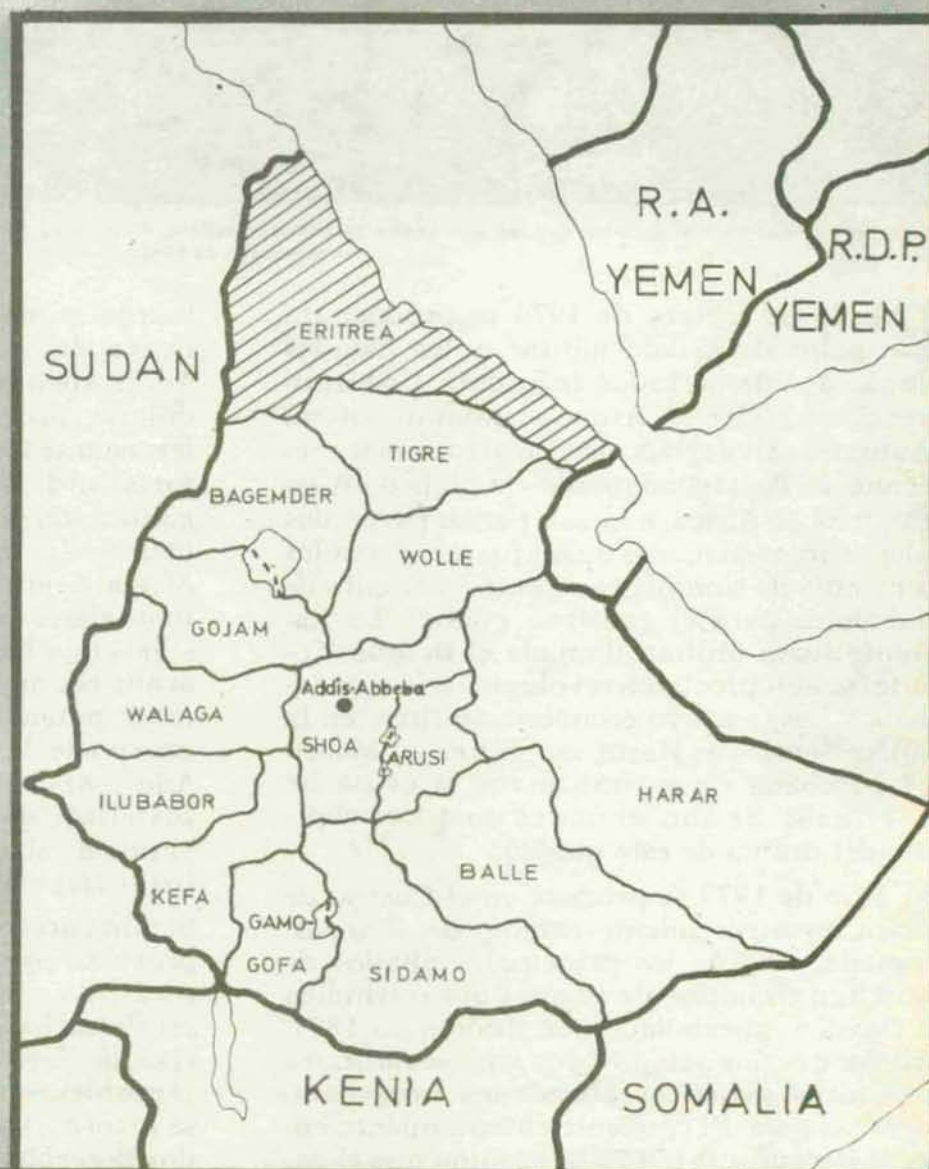 R.A.
YEMEN
R.D.P.
YEMEN
SUDAN
ERITREA
TIGRE
BAGEMDER
WOLLE
GOJAM
Addis-Abbeba
WALAGA
SHOA
ARUSI
ILUBABOR
HARAR
BALLE
KEFA
GAMO
GOFA
SIDAMO
KENIA
SOMALIA